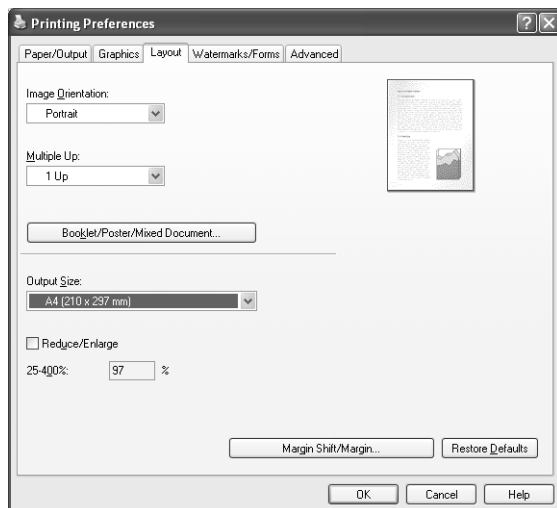 Printing Preferences
Paper/Output Graphics Layout Watermarks/Forms Advanced
Image Orientation:
Portrait
Multiple Up:
1 Up
Booklet/Poster/Mixed Document...
Output Size:
A4 (210 x 297 mm)
Reduce/Enlarge
25-400%: 97 %
Margin Shift/Margin... Restore Defaults
OK Cancel Help